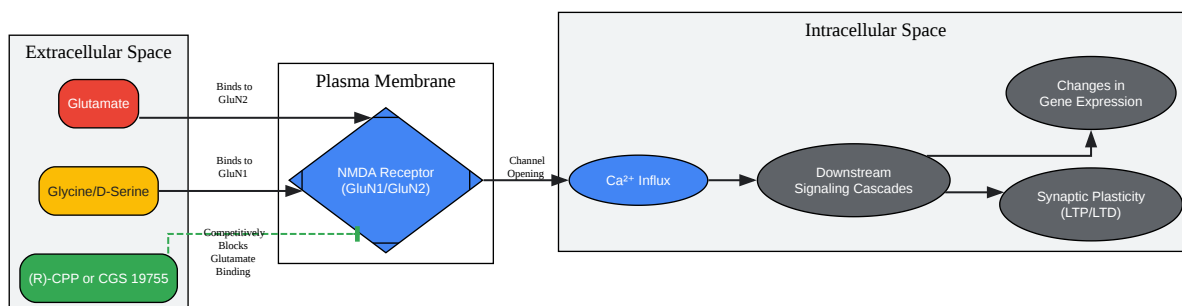 Extracellular Space
Glutamate
Glycine/D-Serine
(R)-CPP or CGS 19755
Binds to
GluN2
Binds to
GluN1
Competitively
Blocks
Glutamate
Binding
Plasma Membrane
NMDA Receptor
(GluN1/GluN2)
Channel
Opening
Intracellular Space
Ca²⁺ Influx
Downstream
Signaling Cascades
Changes in
Gene Expression
Synaptic Plasticity
(LTP/LTD)